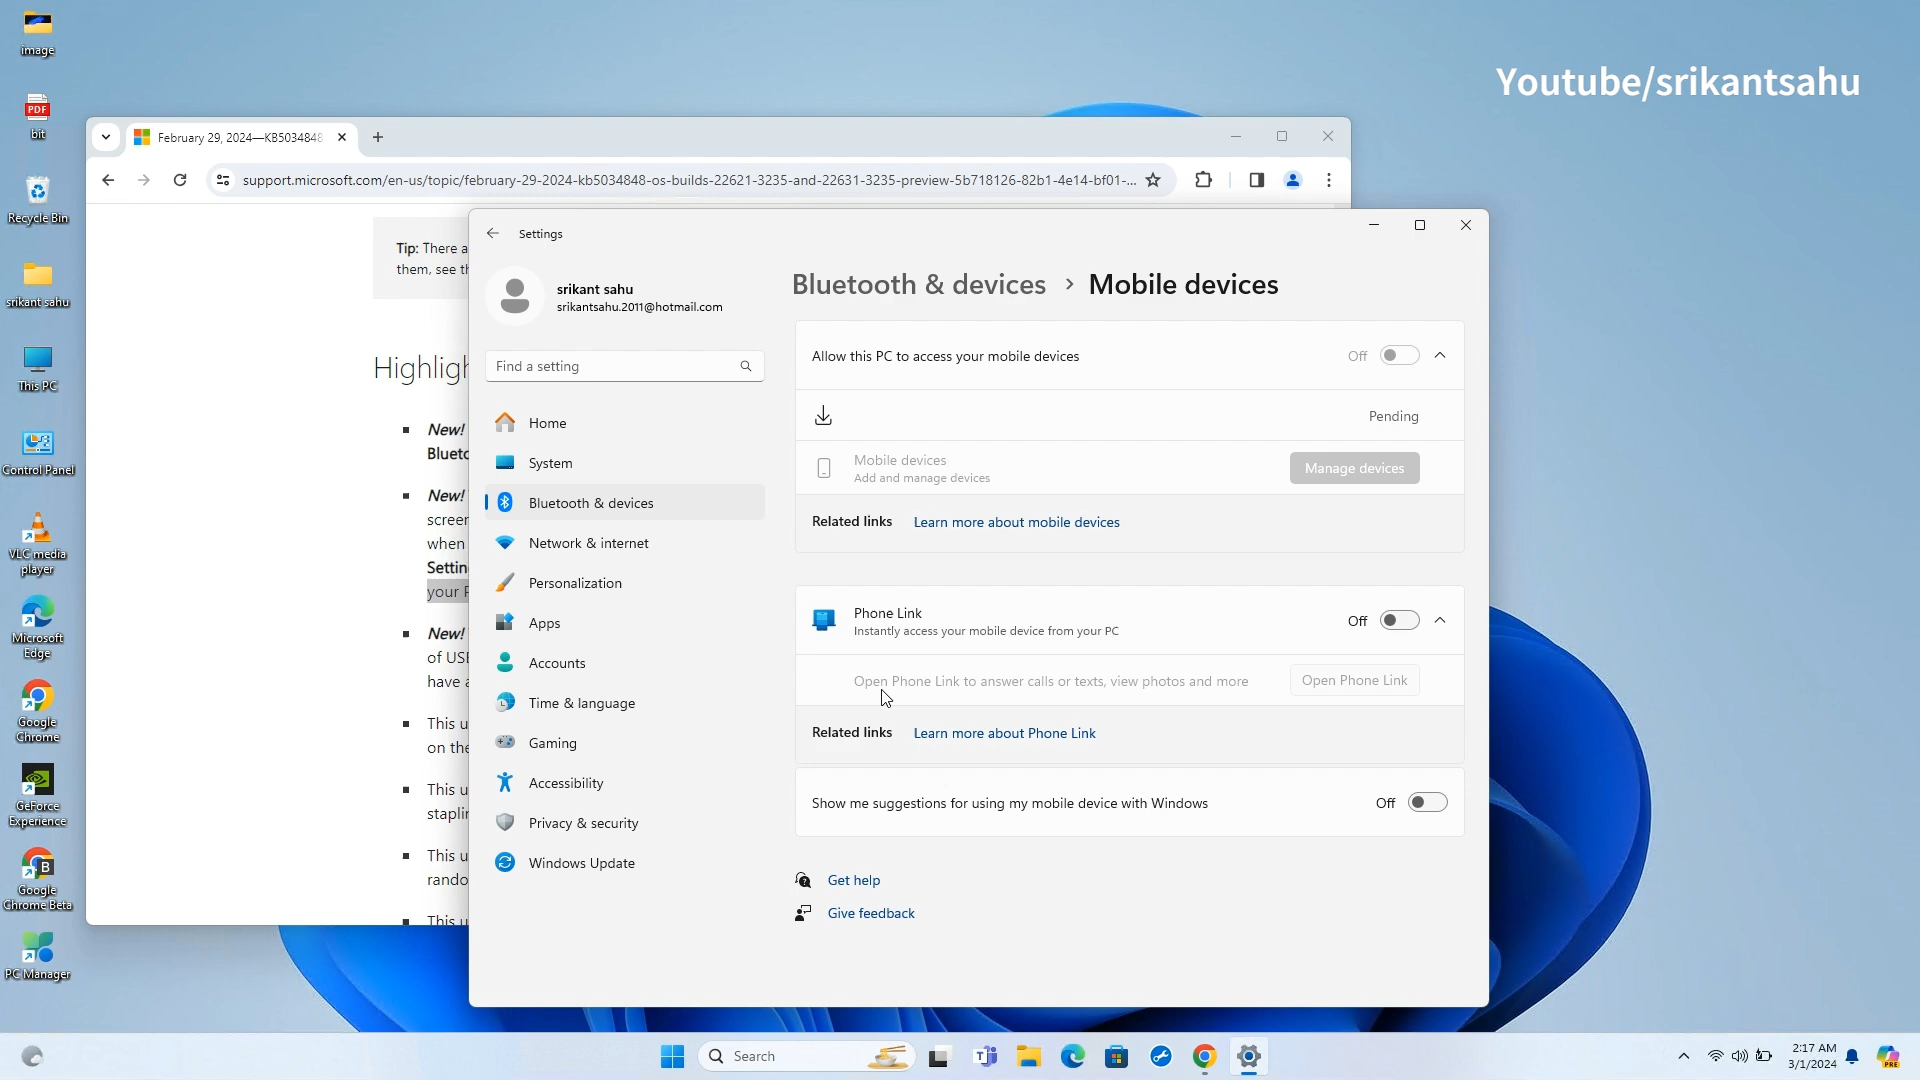 image
PDF
bit
Recycle Bin
srikant sahu
This PC
Control Panel
VLC media
player
Microsoft
Edge
Google
Chrome
GeForce
Experience
Google
Chrome Beta
PC Manager
Youtube/srikantsahu
February 29, 2024—KB5034848
support.microsoft.com/en-us/topic/february-29-2024-kb5034848-os-builds-22621-3235-and-22631-3235-preview-5b718126-82b1-4e14-bf01-...
Tip: There a
them, see th
Highligh
New!
Blueto
New!
screen
when
Settin
your P
New!
of USB
have a
This u
on the
This u
staplin
This u
rando
This u
Settings
srikant sahu
srikantsahu.2011@hotmail.com
Find a setting
Home
System
Bluetooth & devices
Network & internet
Personalization
Apps
Accounts
Time & language
Gaming
Accessibility
Privacy & security
Windows Update
Bluetooth & devices › Mobile devices
Allow this PC to access your mobile devices Off
Pending
Mobile devices
Add and manage devices
Manage devices
Related links Learn more about mobile devices
Phone Link
Instantly access your mobile device from your PC
Off
Open Phone Link to answer calls or texts, view photos and more
Open Phone Link
Related links Learn more about Phone Link
Show me suggestions for using my mobile device with Windows Off
Get help
Give feedback
Search
2:17 AM
3/1/2024
PRE